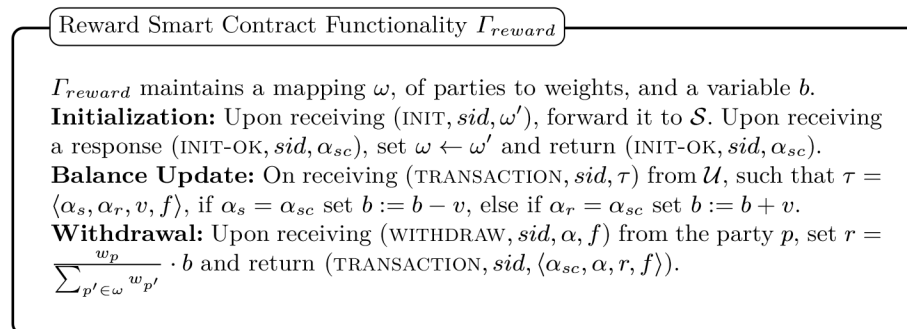 Reward Smart Contract Functionality Γ_reward
Γ_reward maintains a mapping ω, of parties to weights, and a variable b.
Initialization: Upon receiving (INIT, sid, ω′), forward it to 𝒮. Upon receiving
a response (INIT-OK, sid, α_sc), set ω ← ω′ and return (INIT-OK, sid, α_sc).
Balance Update: On receiving (TRANSACTION, sid, τ) from 𝒰, such that τ =
⟨α_s, α_r, v, f⟩, if α_s = α_sc set b := b − v, else if α_r = α_sc set b := b + v.
Withdrawal: Upon receiving (WITHDRAW, sid, α, f) from the party p, set r =
w_p / ∑_{p′∈ω} w_{p′} · b and return (TRANSACTION, sid, ⟨α_sc, α, r, f⟩).